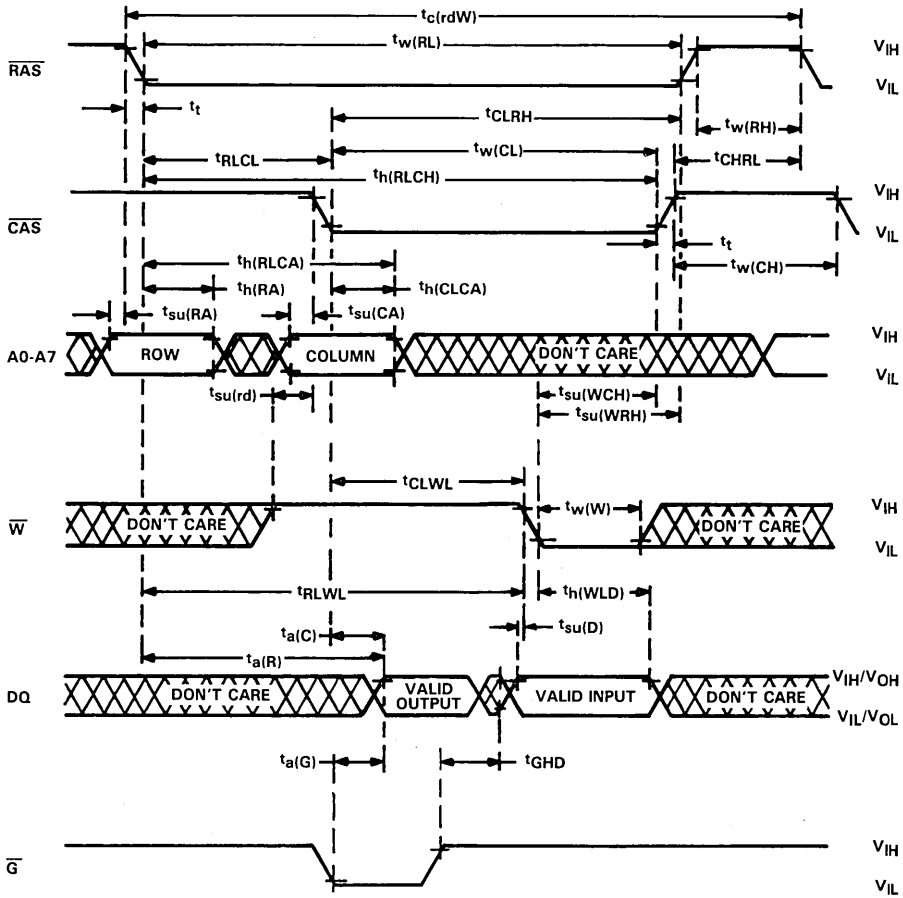 tc(rdW)
tw(RL)
VIH
RAS
VIL
tt
tCLRH
tw(RH)
tRLCL
tw(CL)
tCHRL
th(RLCH)
VIH
CAS
VIL
tt
th(RLCA)
tw(CH)
th(RA)
th(CLCA)
tsu(RA)
tsu(CA)
VIH
A0-A7
ROW
COLUMN
DON'T CARE
VIL
tsu(rd)
tsu(WCH)
tsu(WRH)
tCLWL
tw(W)
VIH
W
DON'T CARE
DON'T CARE
VIL
tRLWL
th(WLD)
ta(C)
tsu(D)
ta(R)
VIH/VOH
DQ
DON'T CARE
VALID OUTPUT
VALID INPUT
DON'T CARE
VIL/VOL
ta(G)
tGHD
VIH
G
VIL